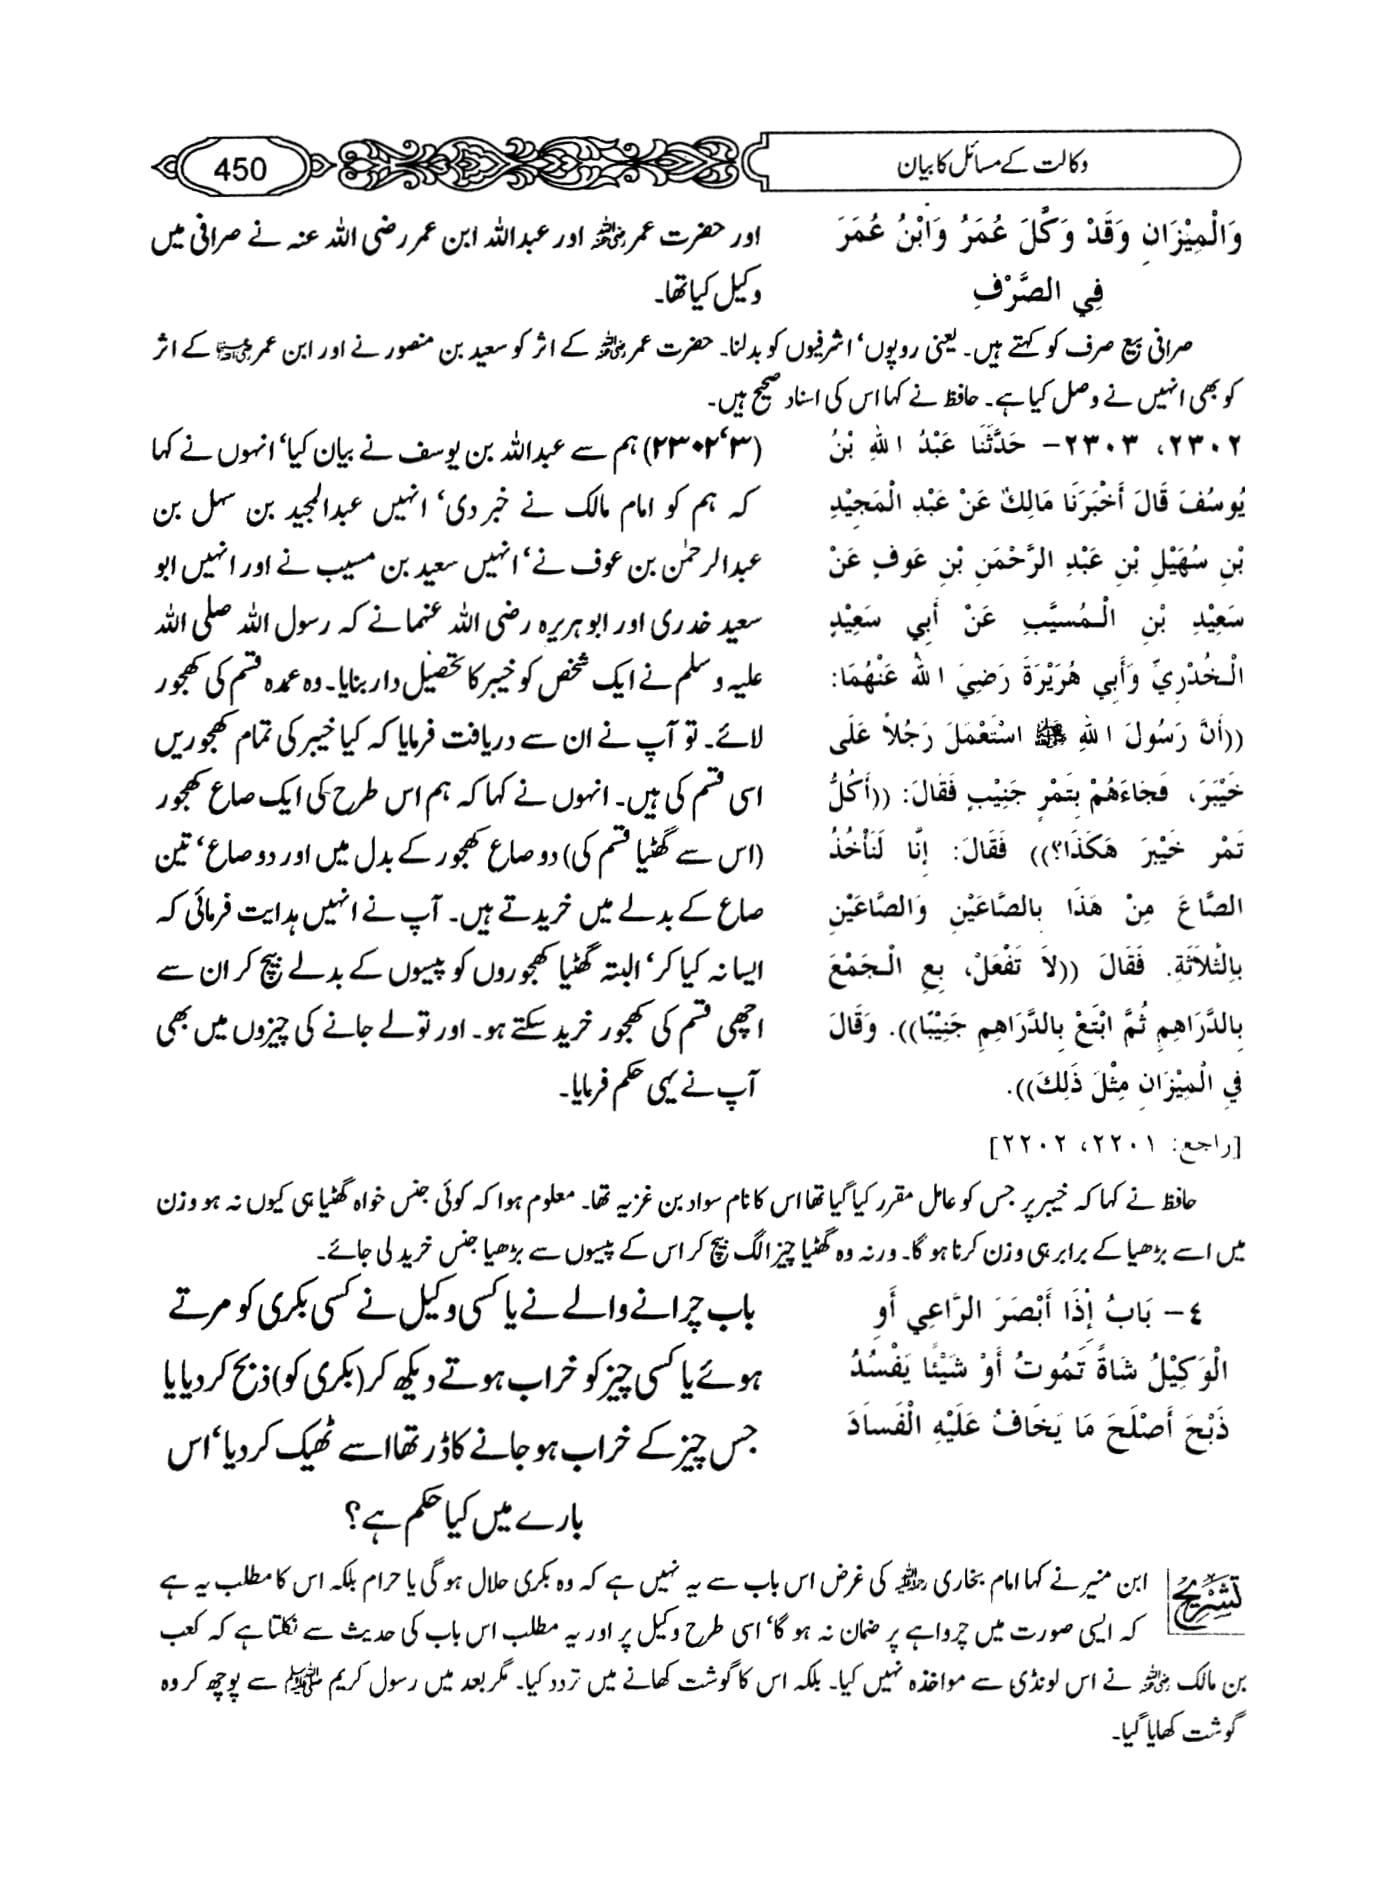 وکالت کے مسائل کا بیان
450
وَالْمِيْزَانِ وَقَدْ وَكَّلَ عُمَرُ وَابْنُ عُمَرَ
فِي الصَّرْفِ
اور حضرت عمر رضی اللہ عنہ اور عبداللہ ابن عمر رضی اللہ عنہ نے صرافی میں
وکیل کیا تھا۔
صرافی بیع صرف کو کہتے ہیں۔ یعنی روپوں‘ اشرفیوں کو بدلنا۔ حضرت عمر رضی اللہ عنہ کے اثر کو سعید بن منصور نے اور ابن عمر رضی اللہ عنہما کے اثر
کو بھی انہیں نے وصل کیا ہے۔ حافظ نے کہا اس کی اسناد صحیح ہیں۔
٢٣٠٢، ٢٣٠٣– حَدَّثَنَا عَبْدُ اللهِ بْنُ
يُوسُفَ قَالَ أَخْبَرَنَا مَالِكٌ عَنْ عَبْدِ الْمَجِيْدِ
بْنِ سُهَيْلِ بْنِ عَبْدِ الرَّحْمَنِ بْنِ عَوفٍ عَنْ
سَعِيْدِ بْنِ الْمُسيَّبِ عَنْ أَبِي سَعِيْدٍ
الْخُدْرِيِّ وَأَبِي هُرَيْرَةَ رَضِيَ اللهُ عَنْهُمَا:
((أَنَّ رَسُولَ اللهِ ﷺ اسْتَعْمَلَ رَجُلاً عَلَى
خَيْبَرَ، فَجَاءَهُمْ بِتَمْرٍ جَنِيْبٍ فَقَالَ: ((أَكُلُّ
تَمْرِ خَيْبرَ هَكَذَا؟)) فَقَالَ: إِنَّا لَنَأْخُذُ
الصَّاعَ مِنْ هَذَا بِالصَّاعَيْنِ وَالصَّاعَيْنِ
بِالثَّلاَثَةِ. فَقَالَ ((لاَ تَفْعَلْ، بِعِ الْجَمْعَ
بِالدَّرَاهِمِ ثُمَّ ابْتَعْ بِالدَّرَاهِمِ جَنِيْبًا)). وَقَالَ
فِي الْمِيْزَانِ مِثْلَ ذَلِكَ)).
[راجع: ٢٢٠١، ٢٢٠٢]
(۲۳۰۲‘۳) ہم سے عبداللہ بن یوسف نے بیان کیا‘ انہوں نے کہا
کہ ہم کو امام مالک نے خبر دی‘ انہیں عبدالمجید بن سہل بن
عبدالرحمٰن بن عوف نے‘ انہیں سعید بن مسیب نے اور انہیں ابو
سعید خدری اور ابو ہریرہ رضی اللہ عنہما نے کہ رسول اللہ صلی اللہ
علیہ وسلم نے ایک شخص کو خیبر کا تحصیل دار بنایا۔ وہ عمدہ قسم کی کھجور
لائے۔ تو آپ نے ان سے دریافت فرمایا کہ کیا خیبر کی تمام کھجوریں
اسی قسم کی ہیں۔ انہوں نے کہا کہ ہم اس طرح کی ایک صاع کھجور
(اس سے گھٹیا قسم کی) دو صاع کھجور کے بدل میں اور دو صاع‘ تین
صاع کے بدلے میں خریدتے ہیں۔ آپ نے انہیں ہدایت فرمائی کہ
ایسا نہ کیا کر‘ البتہ گھٹیا کھجوروں کو پیسوں کے بدلے بیچ کر ان سے
اچھی قسم کی کھجور خرید سکتے ہو۔ اور تولے جانے کی چیزوں میں بھی
آپ نے یہی حکم فرمایا۔
حافظ نے کہا کہ خیبر پر جس کو عامل مقرر کیا گیا تھا اس کا نام سواد بن غزیہ تھا۔ معلوم ہوا کہ کوئی جنس خواہ گھٹیا ہی کیوں نہ ہو وزن
میں اسے بڑھیا کے برابر ہی وزن کرنا ہو گا۔ ورنہ وہ گھٹیا چیز الگ بیچ کر اس کے پیسوں سے بڑھیا جنس خرید لی جائے۔
٤– بَابُ إِذَا أَبْصَرَ الرَّاعِي أَوِ
الْوَكِيْلُ شَاةً تَمُوتُ أَوْ شَيْئًا يَفْسُدُ
ذَبَحَ أَصْلَحَ مَا يَخَافُ عَلَيْهِ الْفَسادَ
باب چرانے والے نے یا کسی وکیل نے کسی بکری کو مرتے
ہوئے یا کسی چیز کو خراب ہوتے دیکھ کر (بکری کو) ذبح کر دیا یا
جس چیز کے خراب ہو جانے کا ڈر تھا اسے ٹھیک کر دیا‘ اس
بارے میں کیا حکم ہے؟
تشریح
ابن منیر نے کہا امام بخاری رحمۃ اللہ علیہ کی غرض اس باب سے یہ نہیں ہے کہ وہ بکری حلال ہو گی یا حرام بلکہ اس کا مطلب یہ ہے
کہ ایسی صورت میں چرواہے پر ضمان نہ ہو گا‘ اسی طرح وکیل پر اور یہ مطلب اس باب کی حدیث سے نکلتا ہے کہ کعب
بن مالک رضی اللہ عنہ نے اس لونڈی سے مواخذہ نہیں کیا۔ بلکہ اس کا گوشت کھانے میں تردد کیا۔ مگر بعد میں رسول کریم ﷺ سے پوچھ کر وہ
گوشت کھایا گیا۔